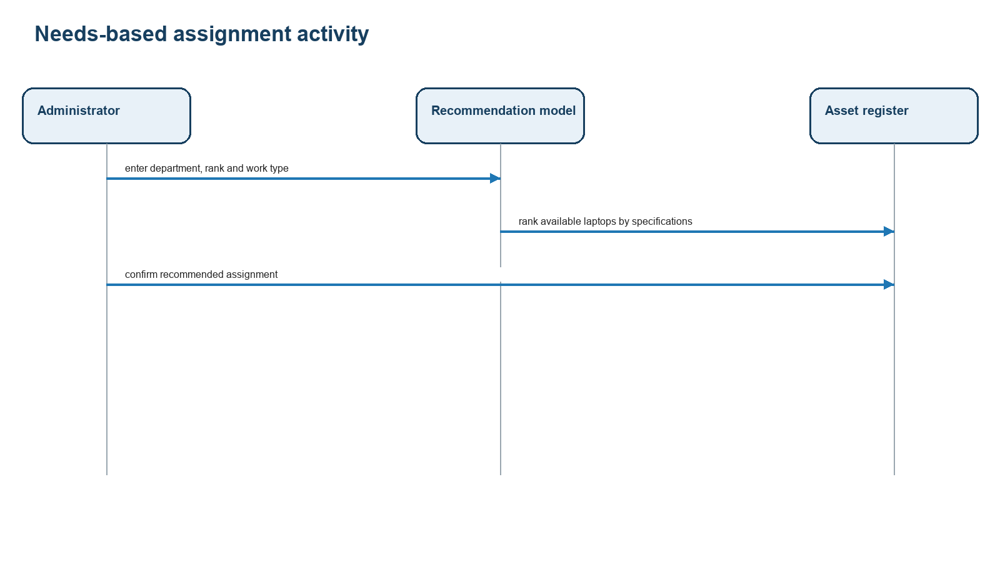 Needs-based assignment activity
Administrator
Recommendation model
Asset register
enter department, rank and work type
rank available laptops by specifications
confirm recommended assignment